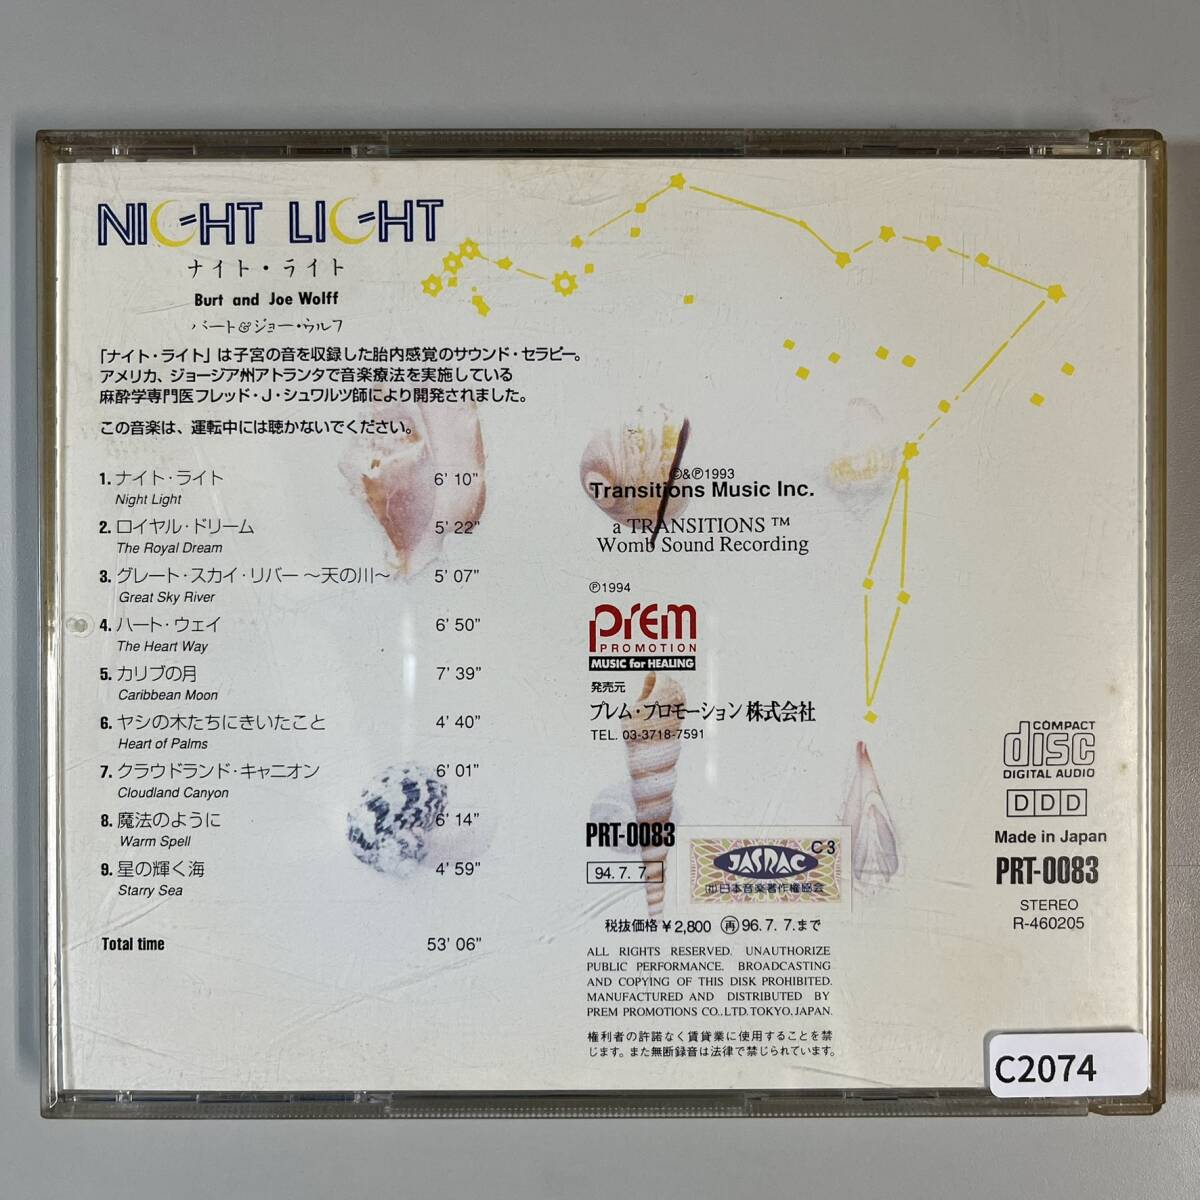 NIGHT LIGHT
ナイト・ライト
Burt and Joe Wolff
バート&ジョー・ウルフ
「ナイト・ライト」は子宮の音を収録した胎内感覚のサウンド・セラピー。
アメリカ、ジョージア州アトランタで音楽療法を実施している
麻酔学専門医フレッド・J・シュワルツ師により開発されました。
この音楽は、運転中には聴かないでください。
1. ナイト・ライト 6' 10"
Night Light
2. ロイヤル・ドリーム 5' 22"
The Royal Dream
3. グレート・スカイ・リバー 〜天の川〜 5' 07"
Great Sky River
4. ハート・ウェイ 6' 50"
The Heart Way
5. カリブの月 7' 39"
Caribbean Moon
6. ヤシの木たちにきいたこと 4' 40"
Heart of Palms
7. クラウドランド・キャニオン 6' 01"
Cloudland Canyon
8. 魔法のように 6' 14"
Warm Spell
9. 星の輝く海 4' 59"
Starry Sea
Total time 53' 06"
©&℗1993
Transitions Music Inc.
a TRANSITIONS ™
Womb Sound Recording
℗1994
PREM
PROMOTION
MUSIC for HEALING
発売元
プレム・プロモーション 株式会社
TEL. 03-3718-7591
PRT-0083
94. 7. 7.
C3
JASRAC
(社)日本音楽著作権協会
税抜価格 ¥2,800 再96. 7. 7.まで
ALL RIGHTS RESERVED. UNAUTHORIZE
PUBLIC PERFORMANCE. BROADCASTING
AND COPYING OF THIS DISK PROHIBITED.
MANUFACTURED AND DISTRIBUTED BY
PREM PROMOTIONS CO.,LTD.TOKYO,JAPAN.
権利者の許諾なく賃貸業に使用することを禁
じます。また無断録音は法律で禁じられています。
COMPACT
disc
DIGITAL AUDIO
DDD
Made in Japan
PRT-0083
STEREO
R-460205
C2074